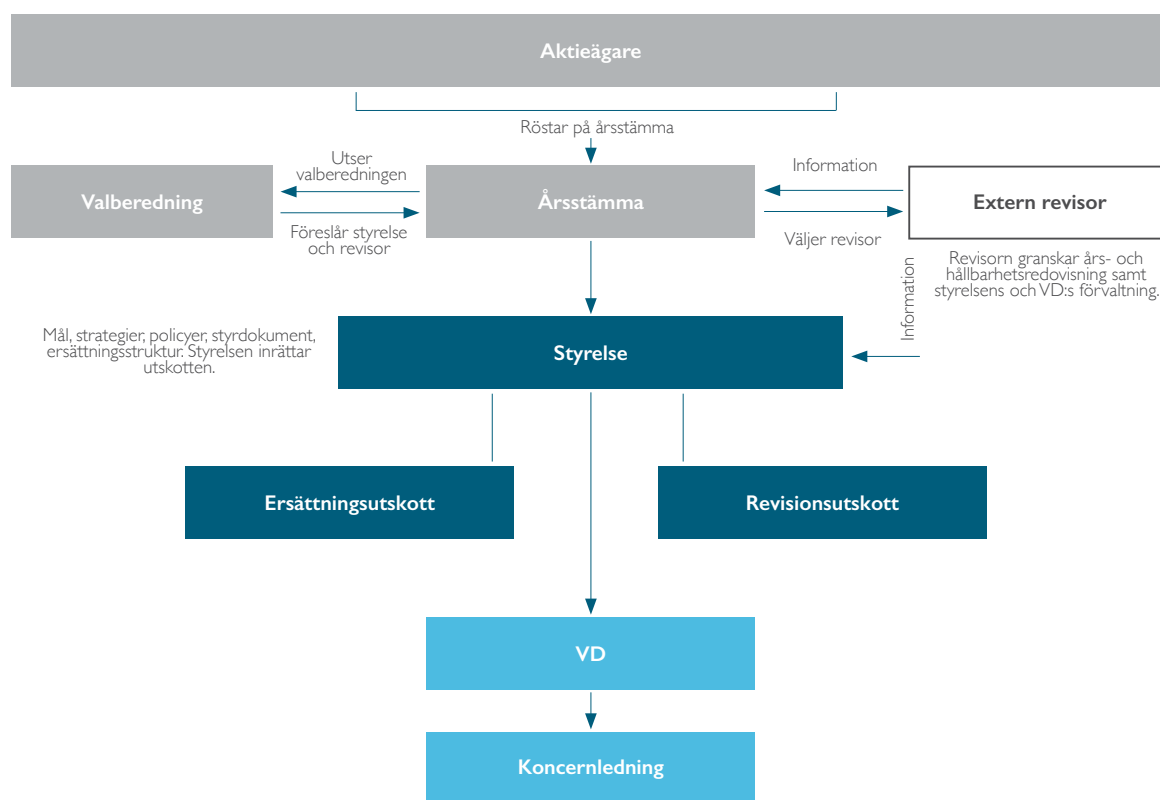 Aktieägare
Röstar på årsstämma
Utser
valberedningen
Information
Valberedning
Årsstämma
Extern revisor
Föreslår styrelse
och revisor
Väljer revisor
Information
Revisorn granskar års- och
hållbarhetsredovisning samt
styrelsens och VD:s förvaltning.
Mål, strategier, policyer, styrdokument,
ersättningsstruktur. Styrelsen inrättar
utskotten.
Styrelse
Ersättningsutskott
Revisionsutskott
VD
Koncernledning